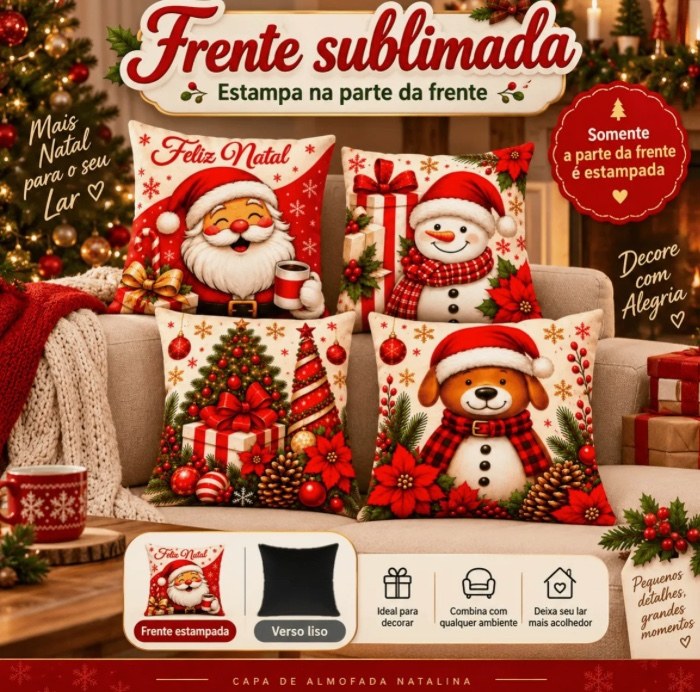 Frente sublimada
Estampa na parte da frente
Mais
Natal
para o seu
Lar
Somente
a parte da frente
é estampada
Feliz Natal
Decore
com
Alegria
Feliz Natal
Frente estampada
Verso liso
Ideal para
decorar
Combina com
qualquer ambiente
Deixa seu lar
mais acolhedor
Pequenos
detalhes,
grandes
momentos
CAPA DE ALMOFADA NATALINA